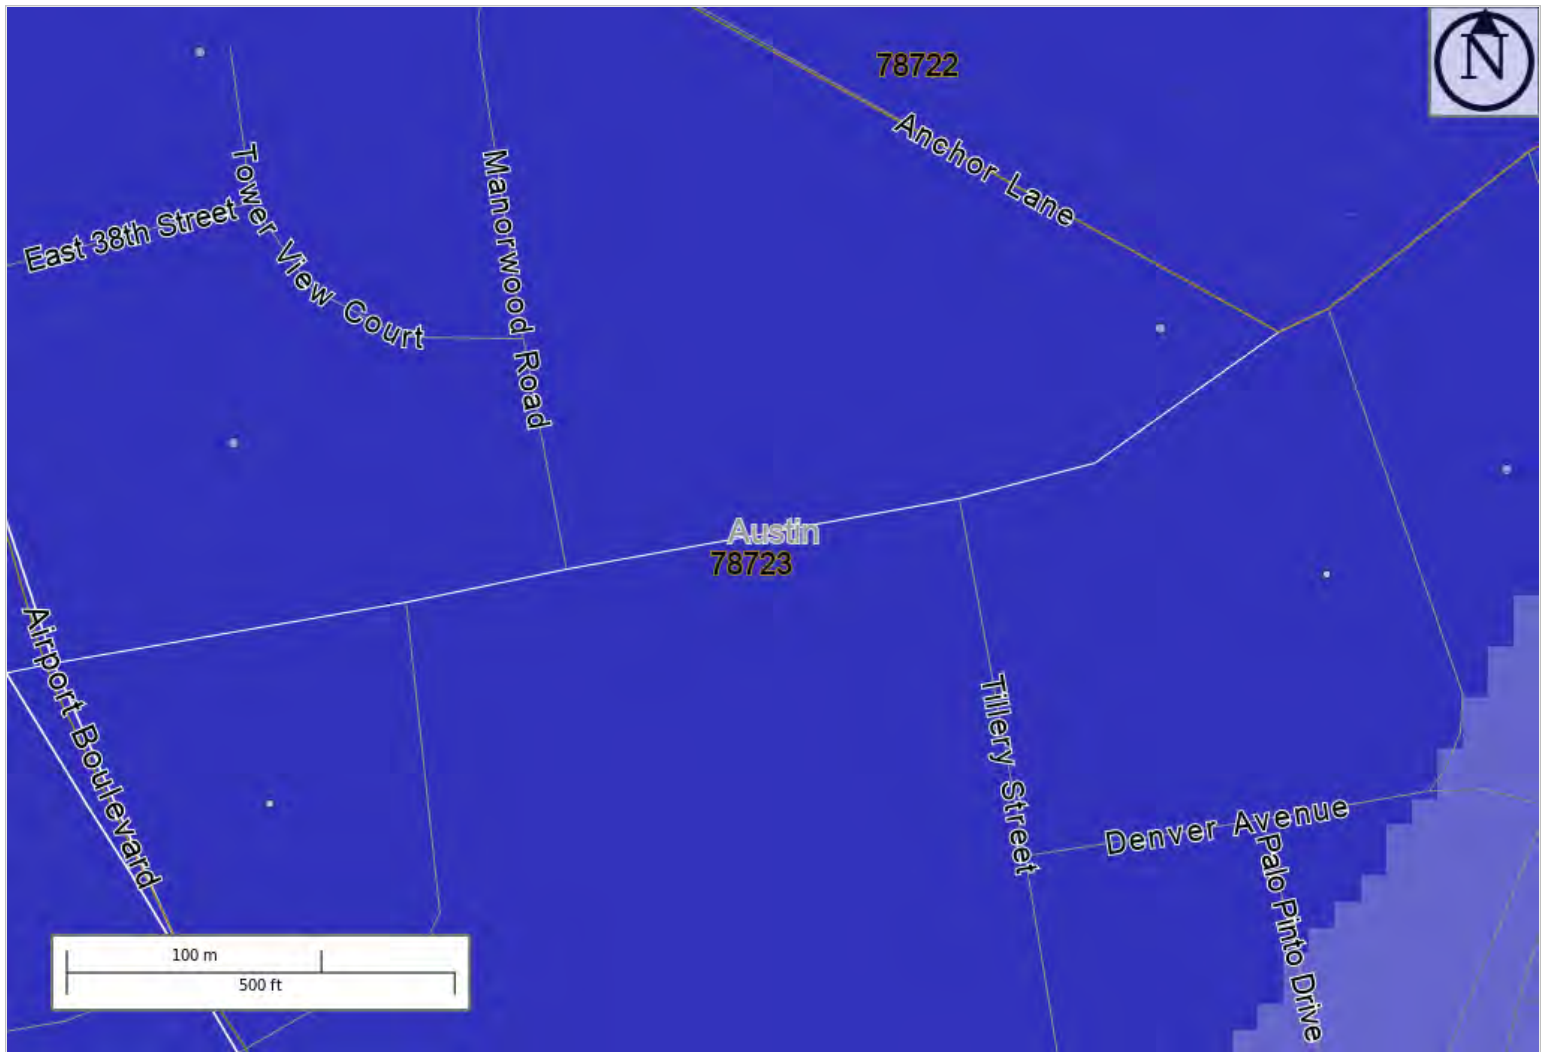 78722
N
Anchor Lane
Tower View Court
Manorwood Road
East 38th Street
Austin
78723
Airport Boulevard
Tillery Street
Denver Avenue
Palo Pinto Drive
100 m
500 ft